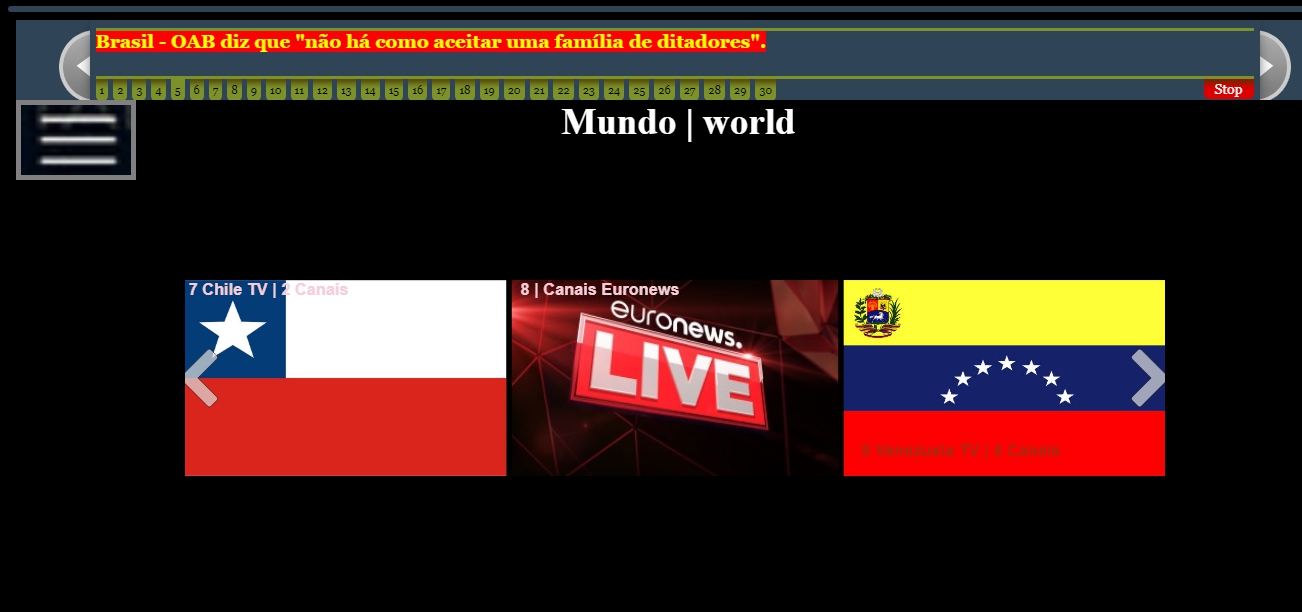 Brasil - OAB diz que "não há como aceitar uma família de ditadores".
1 2 3 4 5 6 7 8 9 10 11 12 13 14 15 16 17 18 19 20 21 22 23 24 25 26 27 28 29 30
Stop
Mundo | world
7 Chile TV | 2 Canais
8 | Canais Euronews
euronews.
LIVE
9 Venezuela TV | 4 Canais